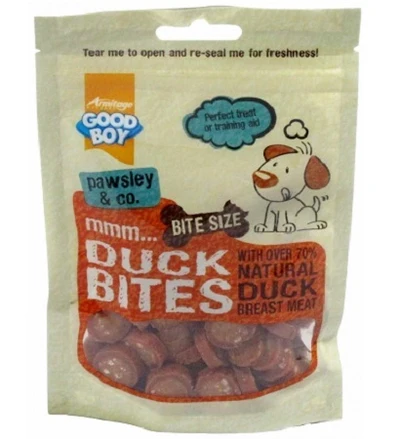 Tear me to open and re-seal me for freshness!
Armitage
GOOD
BOY
Perfect treat
or training aid
pawsley
& co.
BITE SIZE
mmm...
DUCK
BITES
WITH OVER 70%
NATURAL
DUCK
BREAST MEAT